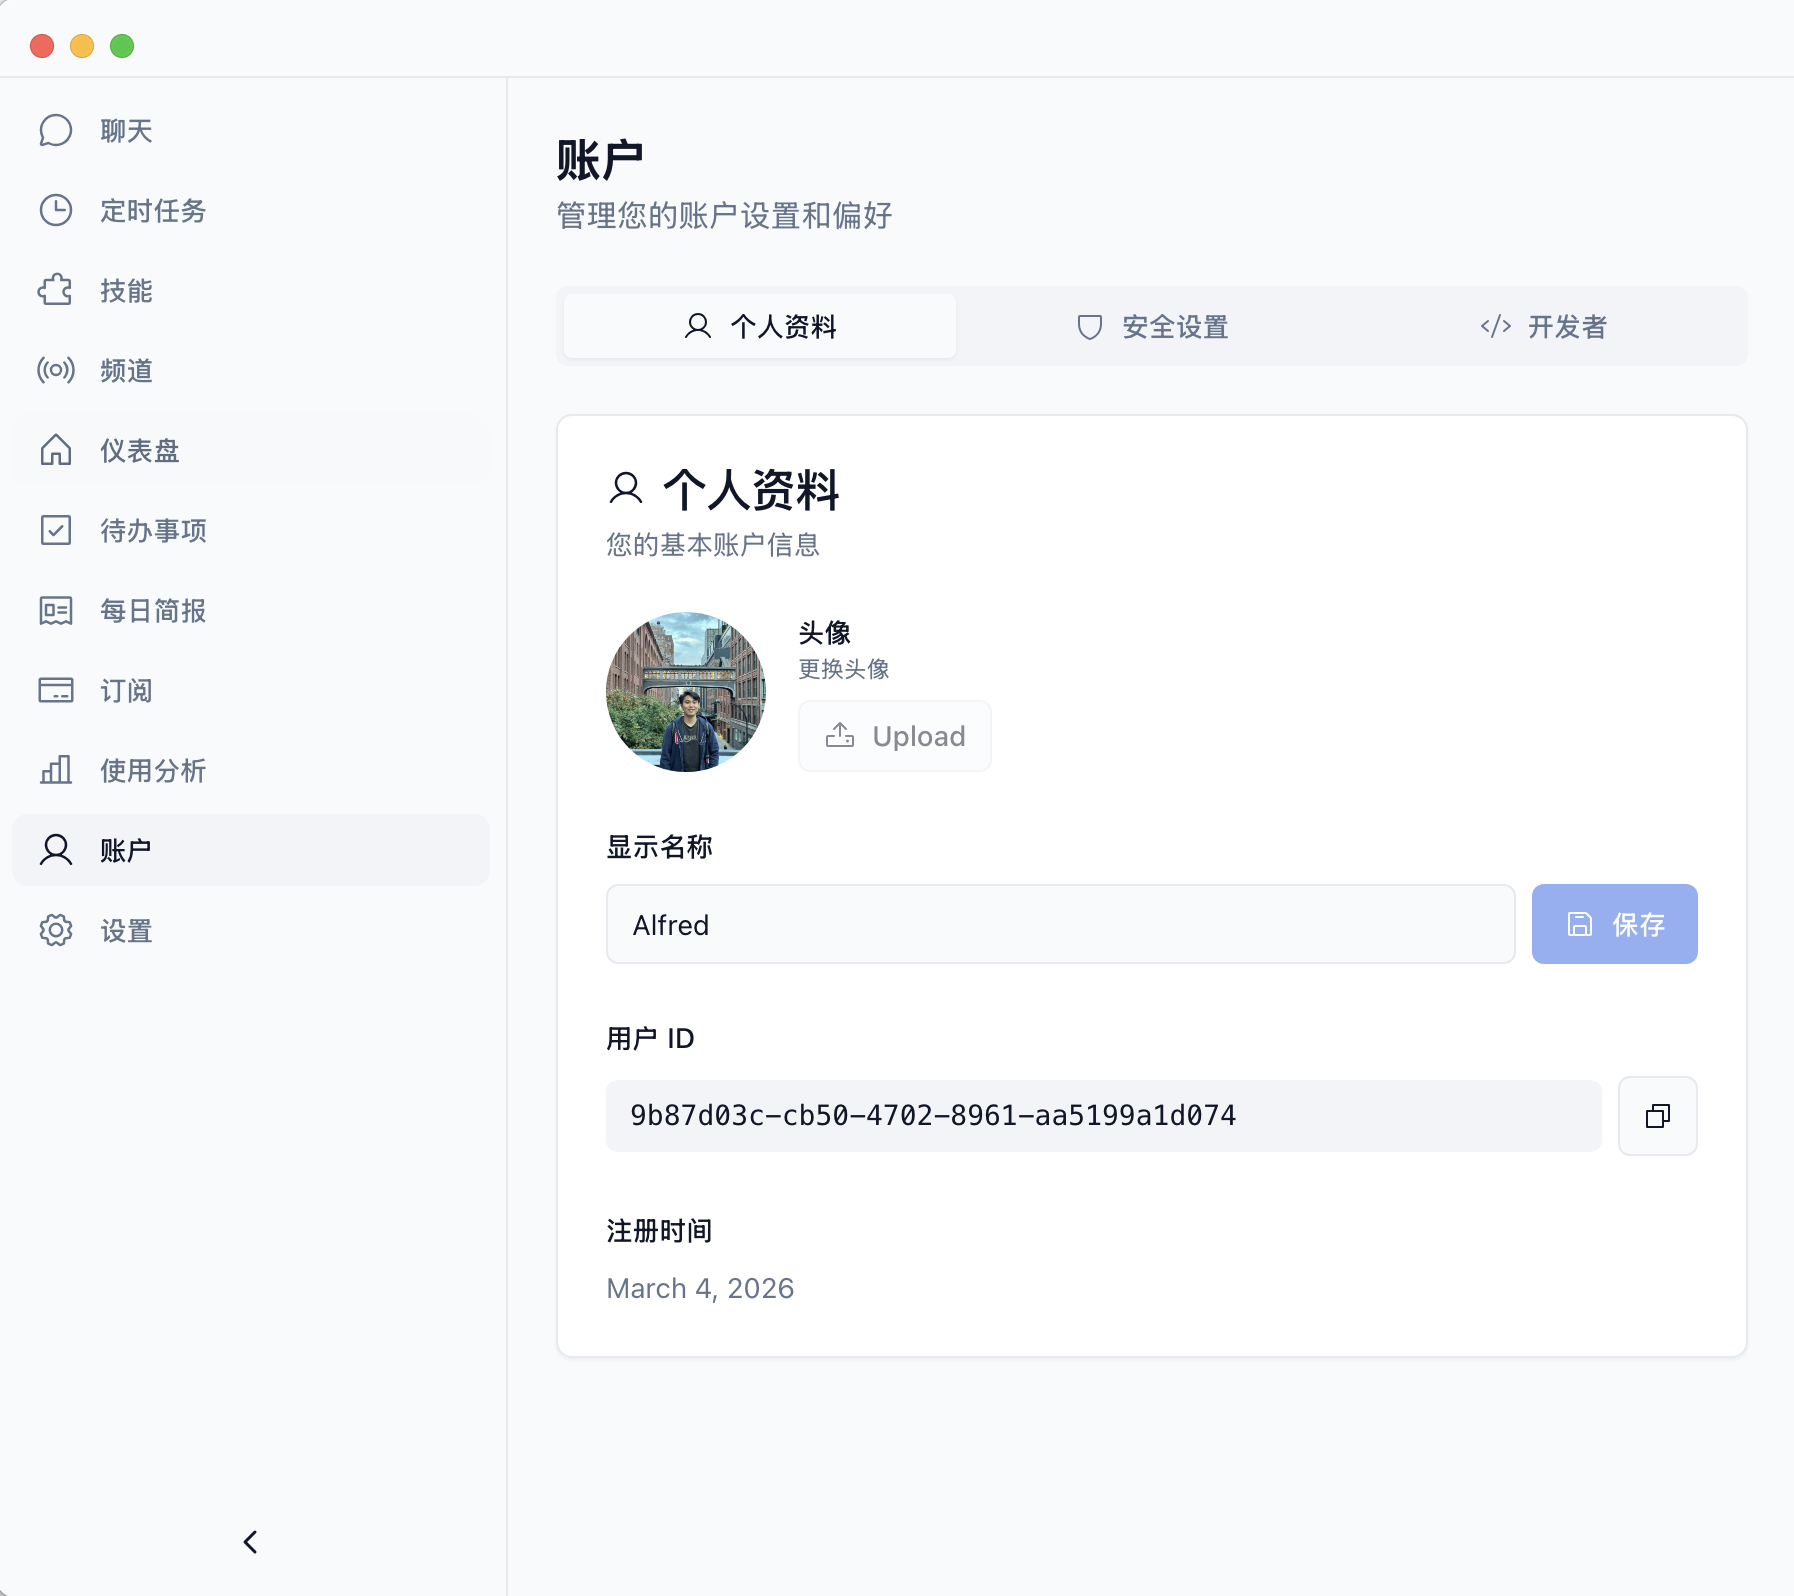 聊天
定时任务
技能
频道
仪表盘
待办事项
每日简报
订阅
使用分析
账户
设置
账户
管理您的账户设置和偏好
个人资料
安全设置
</> 开发者
个人资料
您的基本账户信息
头像
更换头像
Upload
显示名称
Alfred
保存
用户 ID
9b87d03c-cb50-4702-8961-aa5199a1d074
注册时间
March 4, 2026